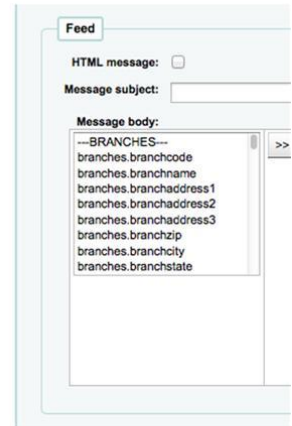 Feed
HTML message:
Message subject:
Message body:
---BRANCHES---
branches.branchcode
branches.branchname
branches.branchaddress1
branches.branchaddress2
branches.branchaddress3
branches.branchzip
branches.branchcity
branches.branchstate
>>